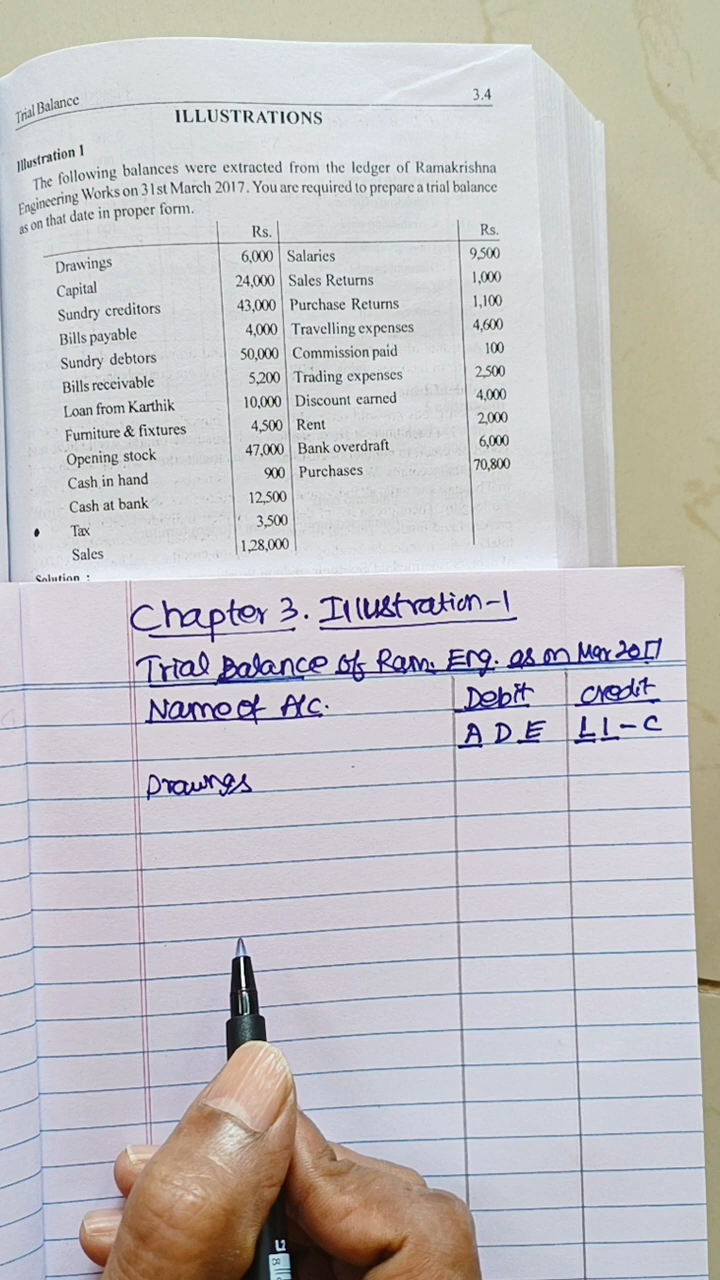 Trial Balance 3.4
ILLUSTRATIONS
Illustration 1
The following balances were extracted from the ledger of Ramakrishna
Engineering Works on 31st March 2017. You are required to prepare a trial balance
as on that date in proper form.
Rs. Rs.
Drawings 6,000 Salaries 9,500
Capital 24,000 Sales Returns 1,000
Sundry creditors 43,000 Purchase Returns 1,100
Bills payable 4,000 Travelling expenses 4,600
Sundry debtors 50,000 Commission paid 100
Bills receivable 5,200 Trading expenses 2,500
Loan from Karthik 10,000 Discount earned 4,000
Furniture & fixtures 4,500 Rent 2,000
Opening stock 47,000 Bank overdraft 6,000
Cash in hand 900 Purchases 70,800
Cash at bank 12,500
• Tax 3,500
Sales 1,28,000
Solution :
Chapter 3. Illustration-1
Trial Balance of Ram. Eng. as on Mar 2017
Name of A/C. Debit Credit
A D E L I - C
Drawings